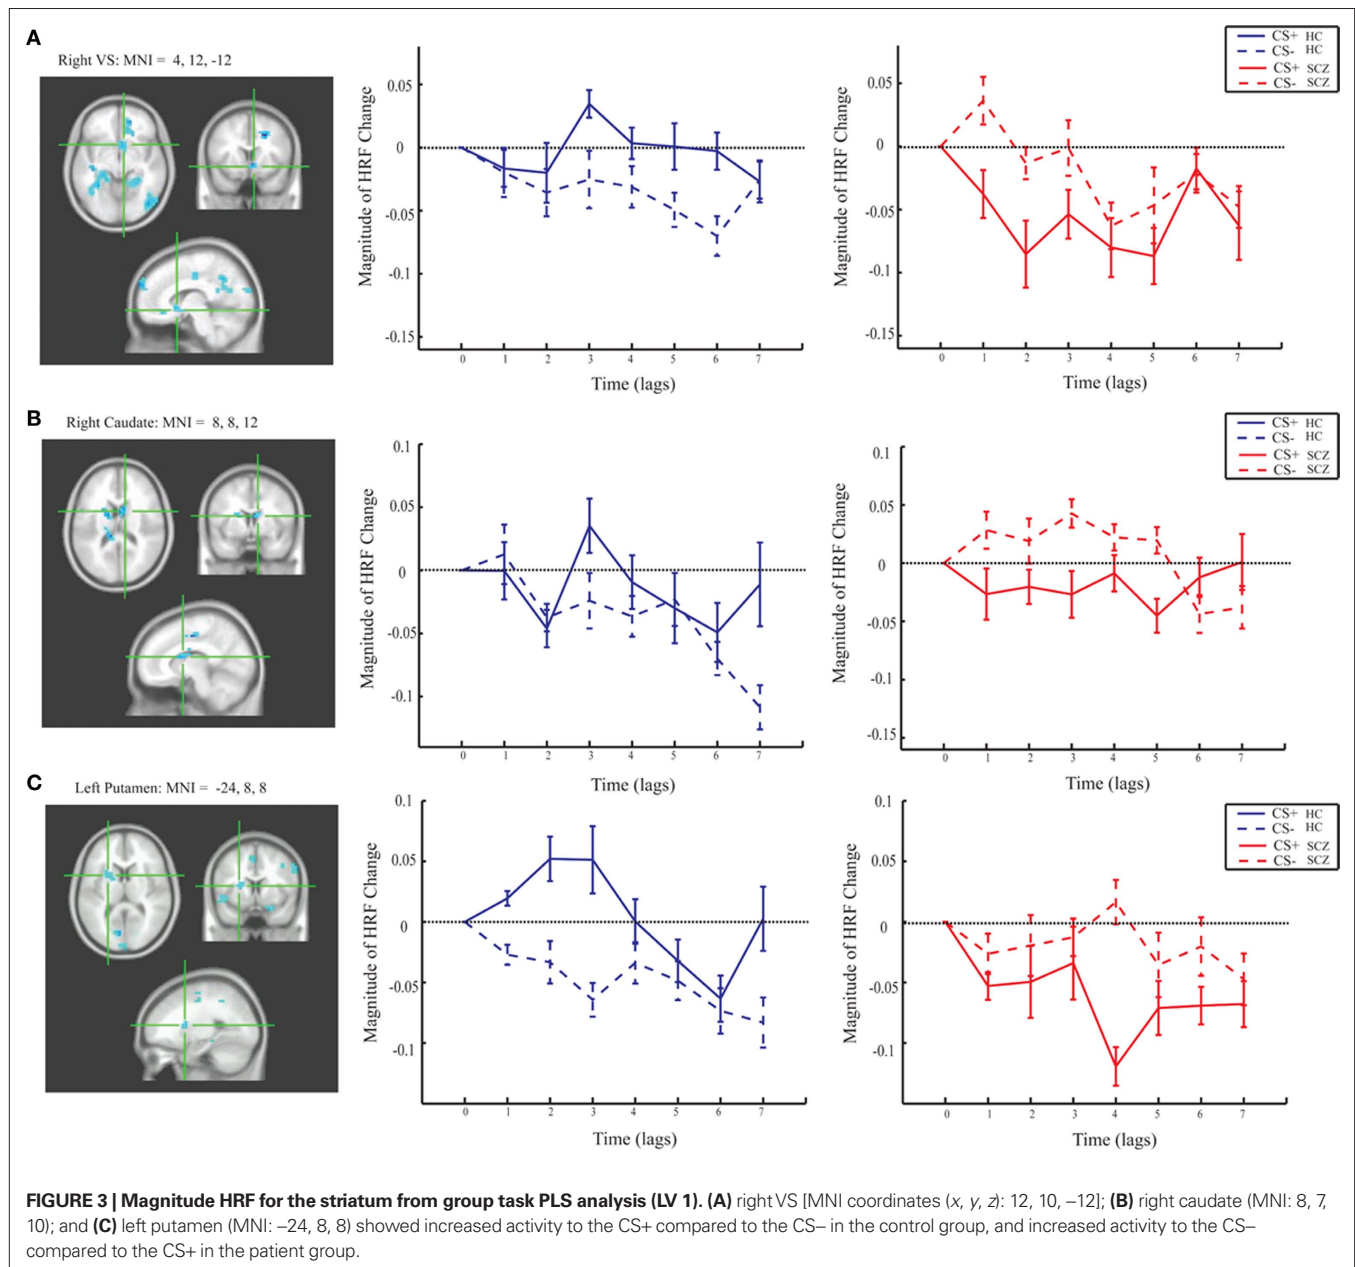 A
Right VS: MNI = 4, 12, -12
0.05
0
-0.05
-0.1
-0.15
Magnitude of HRF Change
0 1 2 3 4 5 6 7
Time (lags)
0.05
0
-0.05
-0.1
-0.15
Magnitude of HRF Change
0 1 2 3 4 5 6 7
Time (lags)
CS+ HC
CS- HC
CS+ SCZ
CS- SCZ
B
Right Caudate: MNI = 8, 8, 12
0.1
0.05
0
-0.05
-0.1
Magnitude of HRF Change
0 1 2 3 4 5 6 7
Time (lags)
0.1
0.05
0
-0.05
-0.1
-0.15
Magnitude of HRF Change
0 1 2 3 4 5 6 7
Time (lags)
CS+ HC
CS- HC
CS+ SCZ
CS- SCZ
C
Left Putamen: MNI = -24, 8, 8
0.1
0.05
0
-0.05
-0.1
Magnitude of HRF Change
0 1 2 3 4 5 6 7
Time (lags)
0.1
0.05
0
-0.05
-0.1
Magnitude of HRF Change
0 1 2 3 4 5 6 7
Time (lags)
CS+ HC
CS- HC
CS+ SCZ
CS- SCZ
FIGURE 3 | Magnitude HRF for the striatum from group task PLS analysis (LV 1). (A) right VS [MNI coordinates (x, y, z): 12, 10, −12]; (B) right caudate (MNI: 8, 7,
10); and (C) left putamen (MNI: −24, 8, 8) showed increased activity to the CS+ compared to the CS− in the control group, and increased activity to the CS−
compared to the CS+ in the patient group.